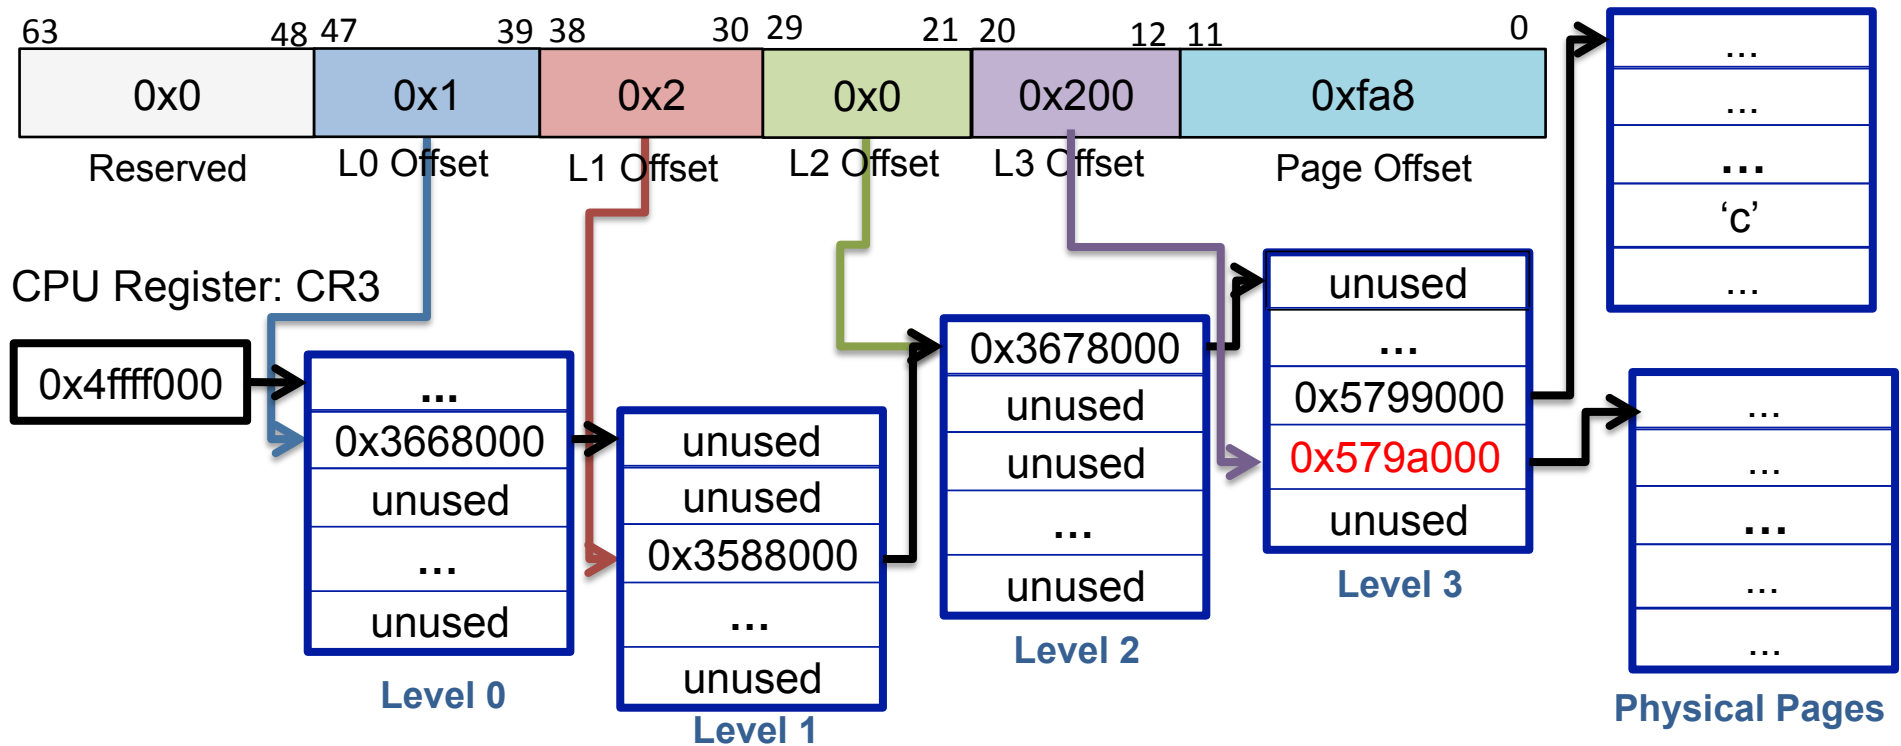 63 48 47 39 38 30 29 21 20 12 11 0
0x0 0x1 0x2 0x0 0x200 0xfa8
Reserved L0 Offset L1 Offset L2 Offset L3 Offset Page Offset
CPU Register: CR3
0x4ffff000
...
0x3668000
unused
...
unused
Level 0
unused
unused
0x3588000
...
unused
Level 1
0x3678000
unused
unused
...
unused
Level 2
unused
...
0x5799000
0x579a000
unused
Level 3
...
...
...
‘c’
...
...
...
...
...
...
Physical Pages